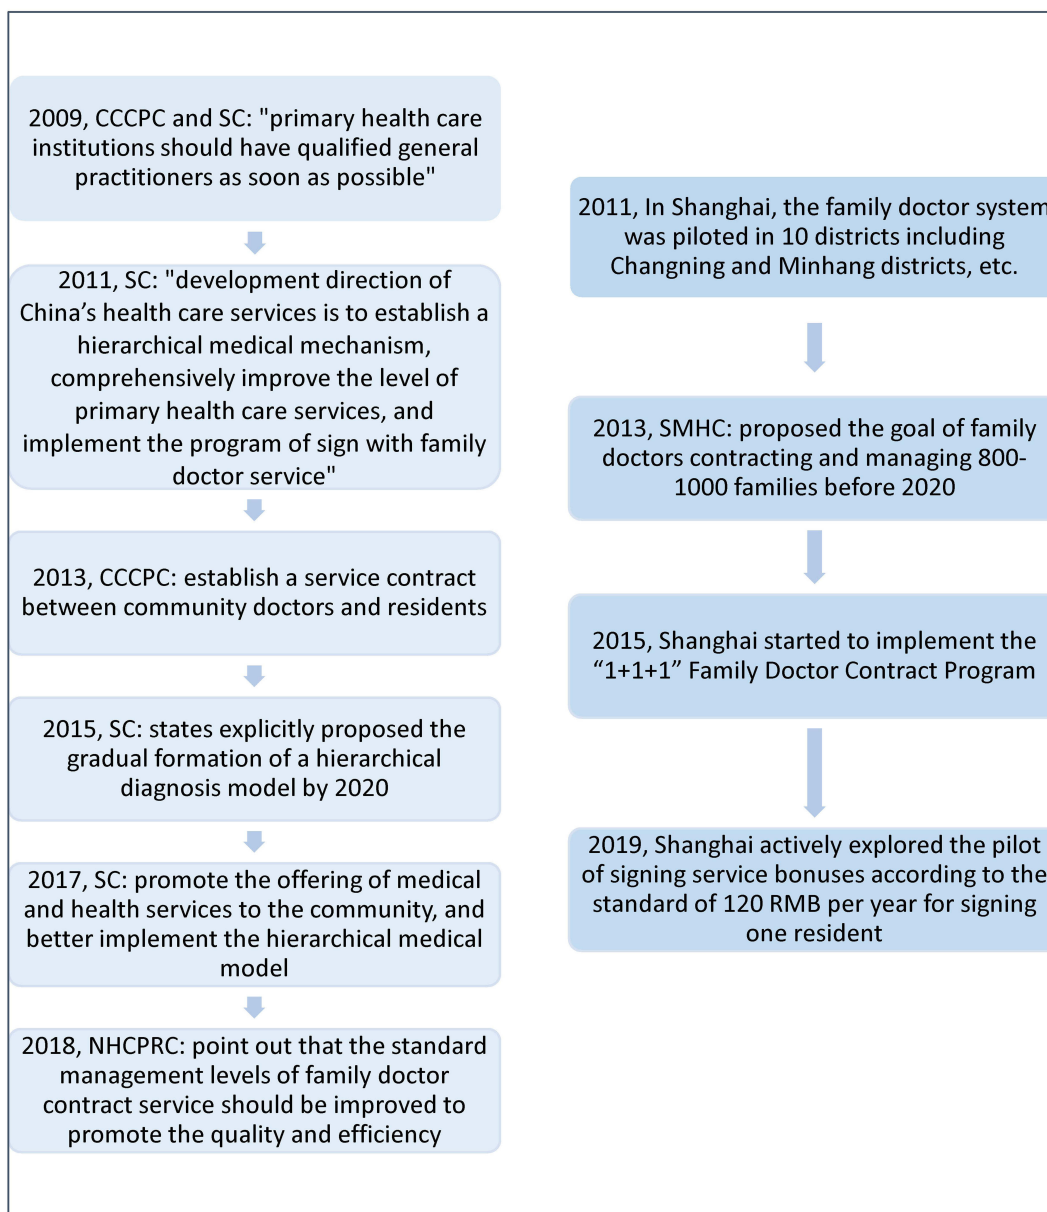 2009, CCCPC and SC: "primary health care
institutions should have qualified general
practitioners as soon as possible"
2011, SC: "development direction of
China’s health care services is to establish a
hierarchical medical mechanism,
comprehensively improve the level of
primary health care services, and
implement the program of sign with family
doctor service"
2013, CCCPC: establish a service contract
between community doctors and residents
2015, SC: states explicitly proposed the
gradual formation of a hierarchical
diagnosis model by 2020
2017, SC: promote the offering of medical
and health services to the community, and
better implement the hierarchical medical
model
2018, NHCPRC: point out that the standard
management levels of family doctor
contract service should be improved to
promote the quality and efficiency
2011, In Shanghai, the family doctor system
was piloted in 10 districts including
Changning and Minhang districts, etc.
2013, SMHC: proposed the goal of family
doctors contracting and managing 800-
1000 families before 2020
2015, Shanghai started to implement the
“1+1+1” Family Doctor Contract Program
2019, Shanghai actively explored the pilot
of signing service bonuses according to the
standard of 120 RMB per year for signing
one resident